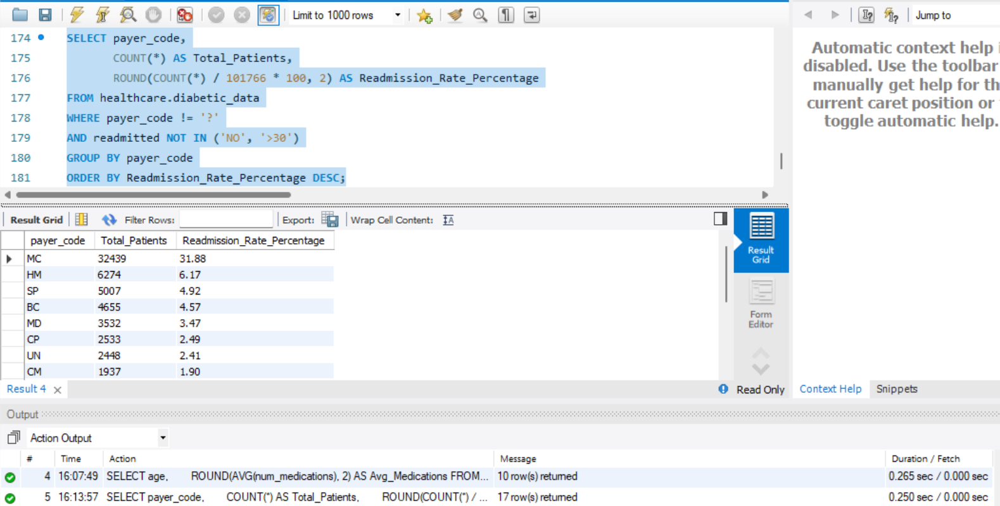 Limit to 1000 rows
Jump to
174 SELECT payer_code,
175 COUNT(*) AS Total_Patients,
176 ROUND(COUNT(*) / 101766 * 100, 2) AS Readmission_Rate_Percentage
177 FROM healthcare.diabetic_data
178 WHERE payer_code != '?'
179 AND readmitted NOT IN ('NO', '>30')
180 GROUP BY payer_code
181 ORDER BY Readmission_Rate_Percentage DESC;
Automatic context help
disabled. Use the toolbar
manually get help for th
current caret position or
toggle automatic help.
Result Grid Filter Rows: Export: Wrap Cell Content:
payer_code Total_Patients Readmission_Rate_Percentage
MC 32439 31.88
HM 6274 6.17
SP 5007 4.92
BC 4655 4.57
MD 3532 3.47
CP 2533 2.49
UN 2448 2.41
CM 1937 1.90
Result
Grid
Form
Editor
Result 4
Read Only
Context Help Snippets
Output
Action Output
# Time Action Message Duration / Fetch
4 16:07:49 SELECT age, ROUND(AVG(num_medications), 2) AS Avg_Medications FROM... 10 row(s) returned 0.265 sec / 0.000 sec
5 16:13:57 SELECT payer_code, COUNT(*) AS Total_Patients, ROUND(COUNT(*) / ... 17 row(s) returned 0.250 sec / 0.000 sec